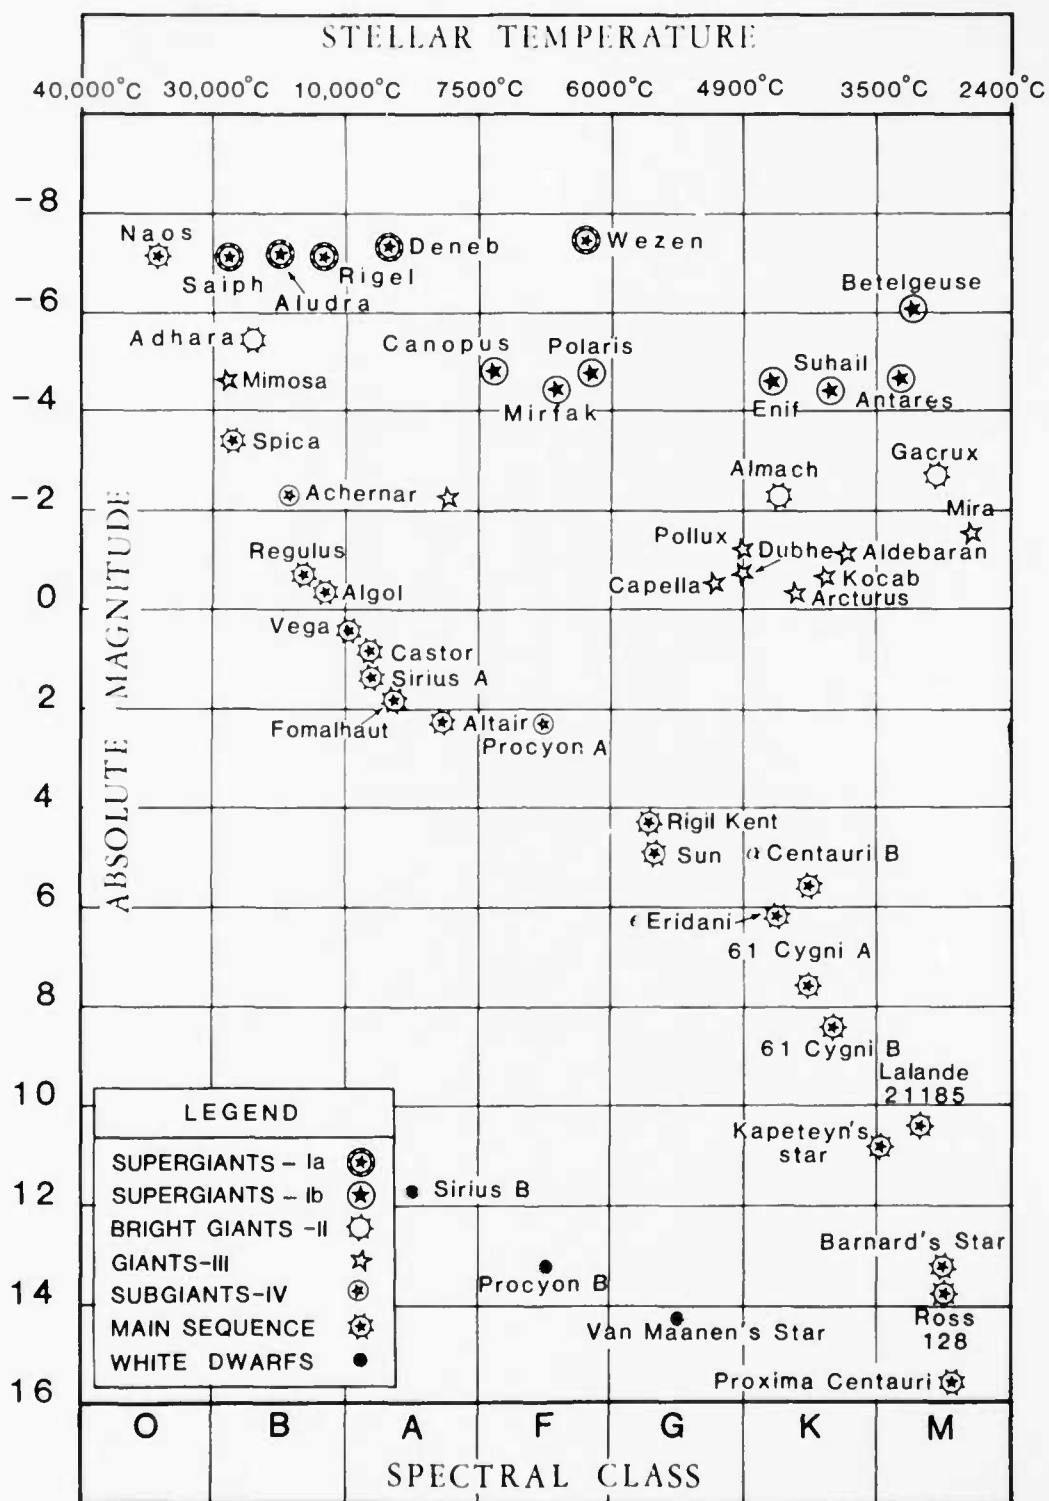 STELLAR TEMPERATURE
40,000°C 30,000°C 10,000°C 7500°C 6000°C 4900°C 3500°C 2400°C
-8
Naos
Deneb
Wezen
Saiph
Rigel
Aludra
-6
Betelgeuse
Adhara
Canopus
Polaris
Suhail
Mimosa
Mirfak
Enif
Antares
-4
Spica
Almach
Gacrux
Achernar
-2
Mira
Pollux
Dubhe
Aldebaran
Regulus
Capella
Kocab
Algol
Arcturus
0
Vega
Castor
Sirius A
2
Fomalhaut
Altair
Procyon A
4
Rigil Kent
Sun
α Centauri B
6
ϵ Eridani
61 Cygni A
8
61 Cygni B
Lalande
21185
10
Kapeteyn's
star
12
Sirius B
Barnard's Star
Procyon B
14
Van Maanen's Star
Ross
128
Proxima Centauri
16
ABSOLUTE MAGNITUDE
LEGEND
SUPERGIANTS - Ia
SUPERGIANTS - Ib
BRIGHT GIANTS -II
GIANTS-III
SUBGIANTS-IV
MAIN SEQUENCE
WHITE DWARFS
O B A F G K M
SPECTRAL CLASS